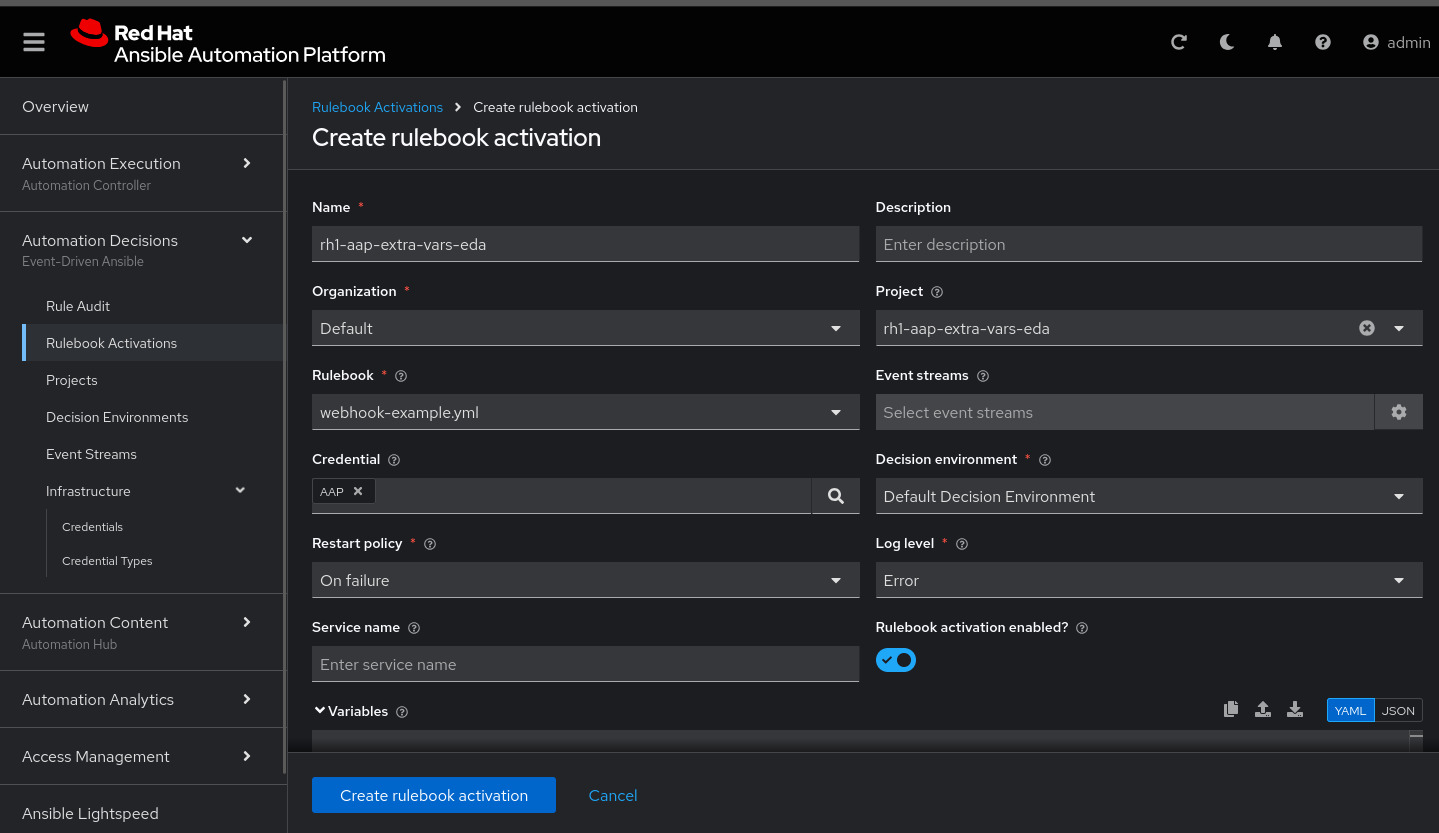 Red Hat
Ansible Automation Platform
admin
Overview
Automation Execution
Automation Controller
Automation Decisions
Event-Driven Ansible
Rule Audit
Rulebook Activations
Projects
Decision Environments
Event Streams
Infrastructure
Credentials
Credential Types
Automation Content
Automation Hub
Automation Analytics
Access Management
Ansible Lightspeed
Rulebook Activations > Create rulebook activation
Create rulebook activation
Name *
rh1-aap-extra-vars-eda
Description
Enter description
Organization *
Default
Project
rh1-aap-extra-vars-eda
Rulebook *
webhook-example.yml
Event streams
Select event streams
Credential
AAP
Decision environment *
Default Decision Environment
Restart policy *
On failure
Log level *
Error
Service name
Enter service name
Rulebook activation enabled?
Variables
YAML JSON
Create rulebook activation
Cancel